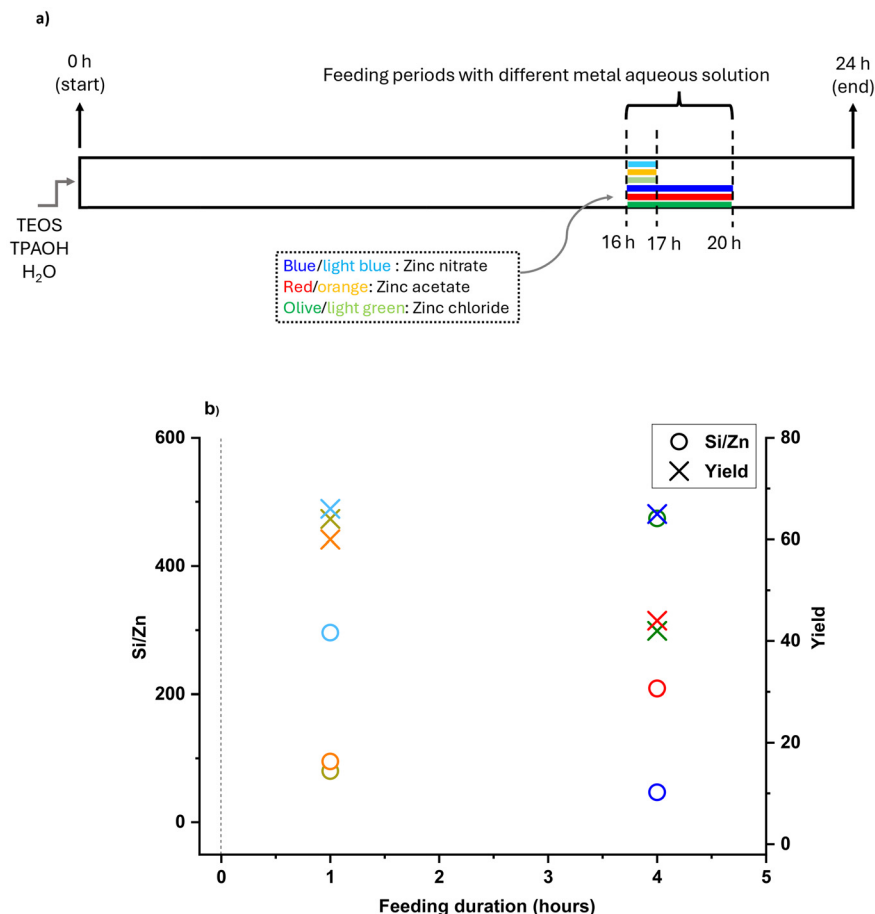 a)
0 h
(start)
Feeding periods with different metal aqueous solution
24 h
(end)
TEOS
TPAOH
H₂O
16 h
17 h
20 h
Blue/light blue : Zinc nitrate
Red/orange: Zinc acetate
Olive/light green: Zinc chloride
b)
Si/Zn
Yield
600
400
200
0
Si/Zn
80
60
40
20
0
Yield
0
1
2
3
4
5
Feeding duration (hours)